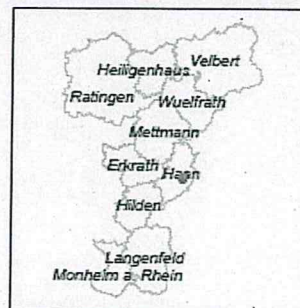 Velbert
Heiligenhaus
Ratingen
Wuelfrath
Mettmann
Erkrath
Haan
Hilden
Langenfeld
Monheim a. Rhein